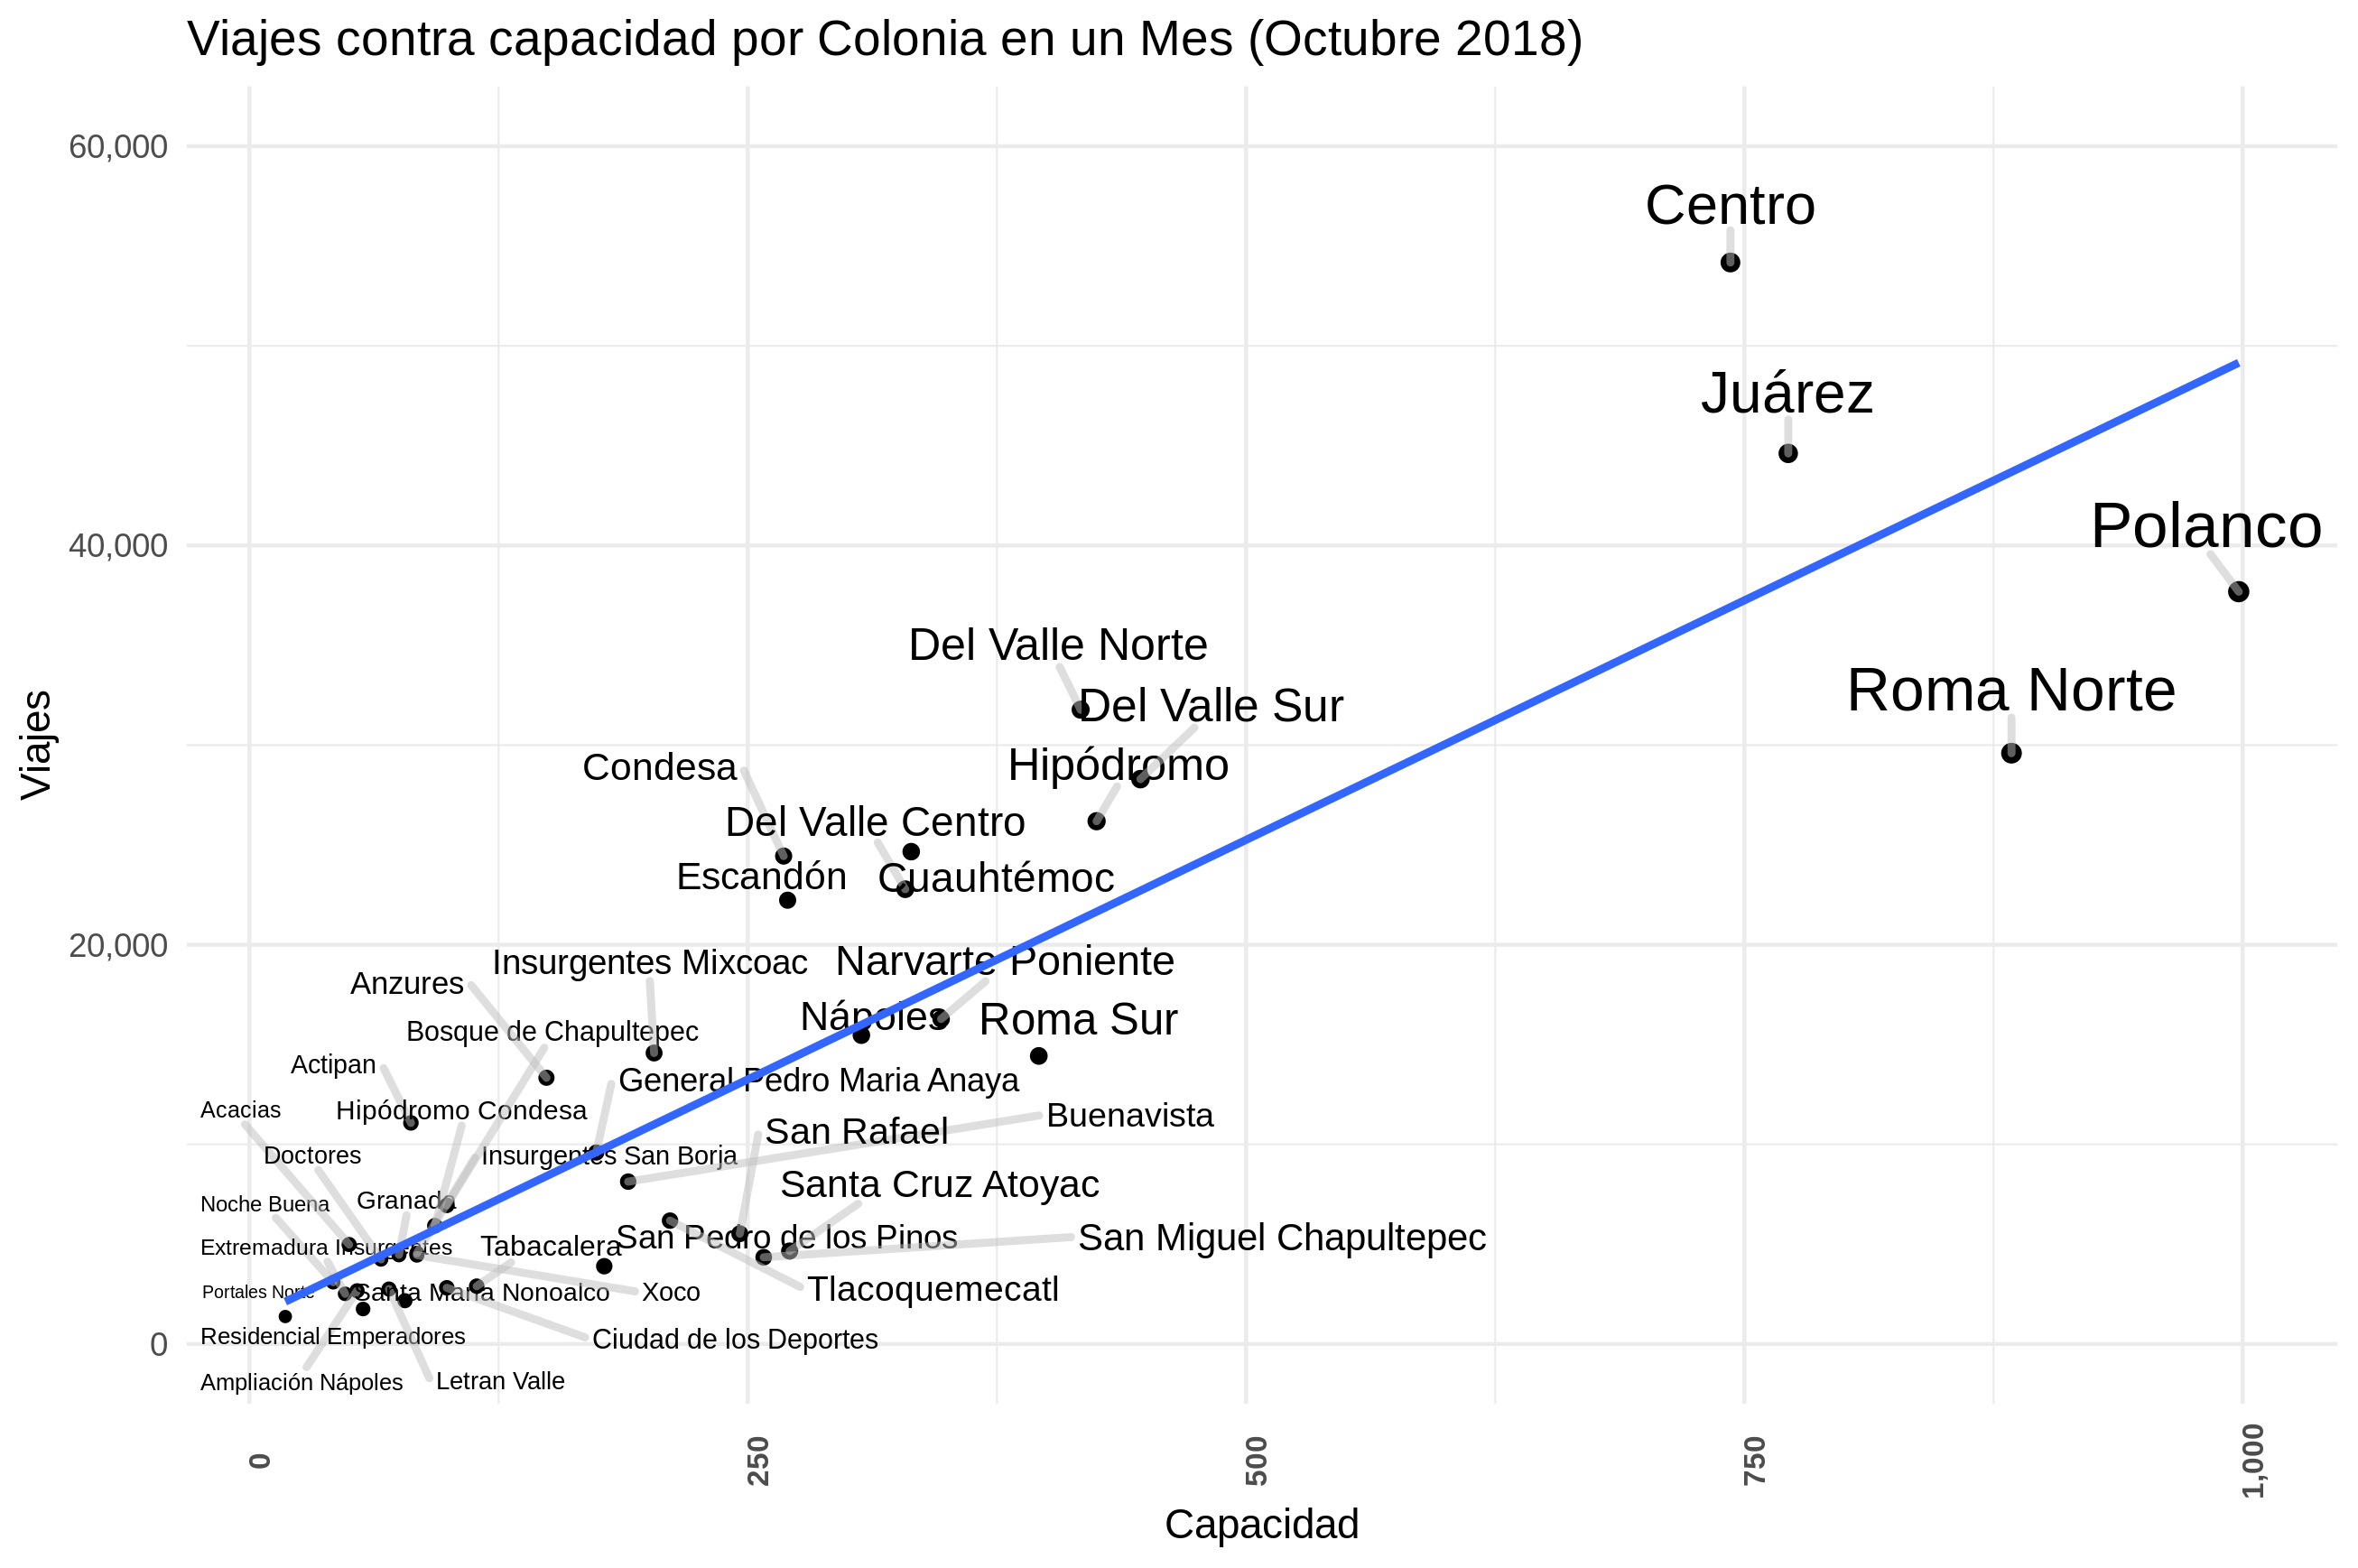 Viajes contra capacidad por Colonia en un Mes (Octubre 2018)
60,000
Centro
Juárez
Polanco
40,000
Del Valle Norte
Roma Norte
Del Valle Sur
Viajes
Condesa
Hipódromo
Del Valle Centro
Escandón
Cuauhtémoc
20,000
Insurgentes Mixcoac
Narvarte Poniente
Anzures
Nápoles
Roma Sur
Bosque de Chapultepec
Actipan
General Pedro Maria Anaya
Acacias
Hipódromo Condesa
Buenavista
San Rafael
Doctores
Insurgentes San Borja
Santa Cruz Atoyac
Noche Buena
Granada
San Pedro de los Pinos
San Miguel Chapultepec
Extremadura Insurgentes
Tabacalera
Portales Norte
Santa Maria Nonoalco
Xoco
Tlacoquemecatl
Residencial Emperadores
0
Ciudad de los Deportes
Ampliación Nápoles
Letran Valle
0
250
500
750
1,000
Capacidad